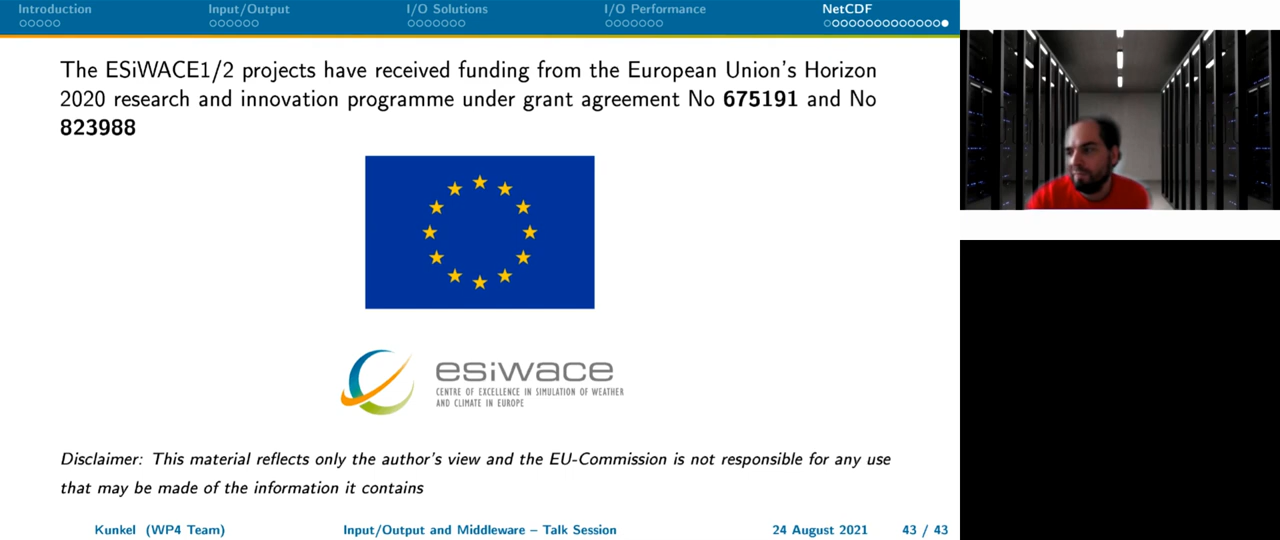 Introduction
Input/Output
I/O Solutions
I/O Performance
NetCDF
The ESiWACE1/2 projects have received funding from the European Union's Horizon
2020 research and innovation programme under grant agreement No 675191 and No
823988
esiwace
CENTRE OF EXCELLENCE IN SIMULATION OF WEATHER
AND CLIMATE IN EUROPE
Disclaimer: This material reflects only the author's view and the EU-Commission is not responsible for any use
that may be made of the information it contains
Kunkel (WP4 Team)
Input/Output and Middleware – Talk Session
24 August 2021
43 / 43